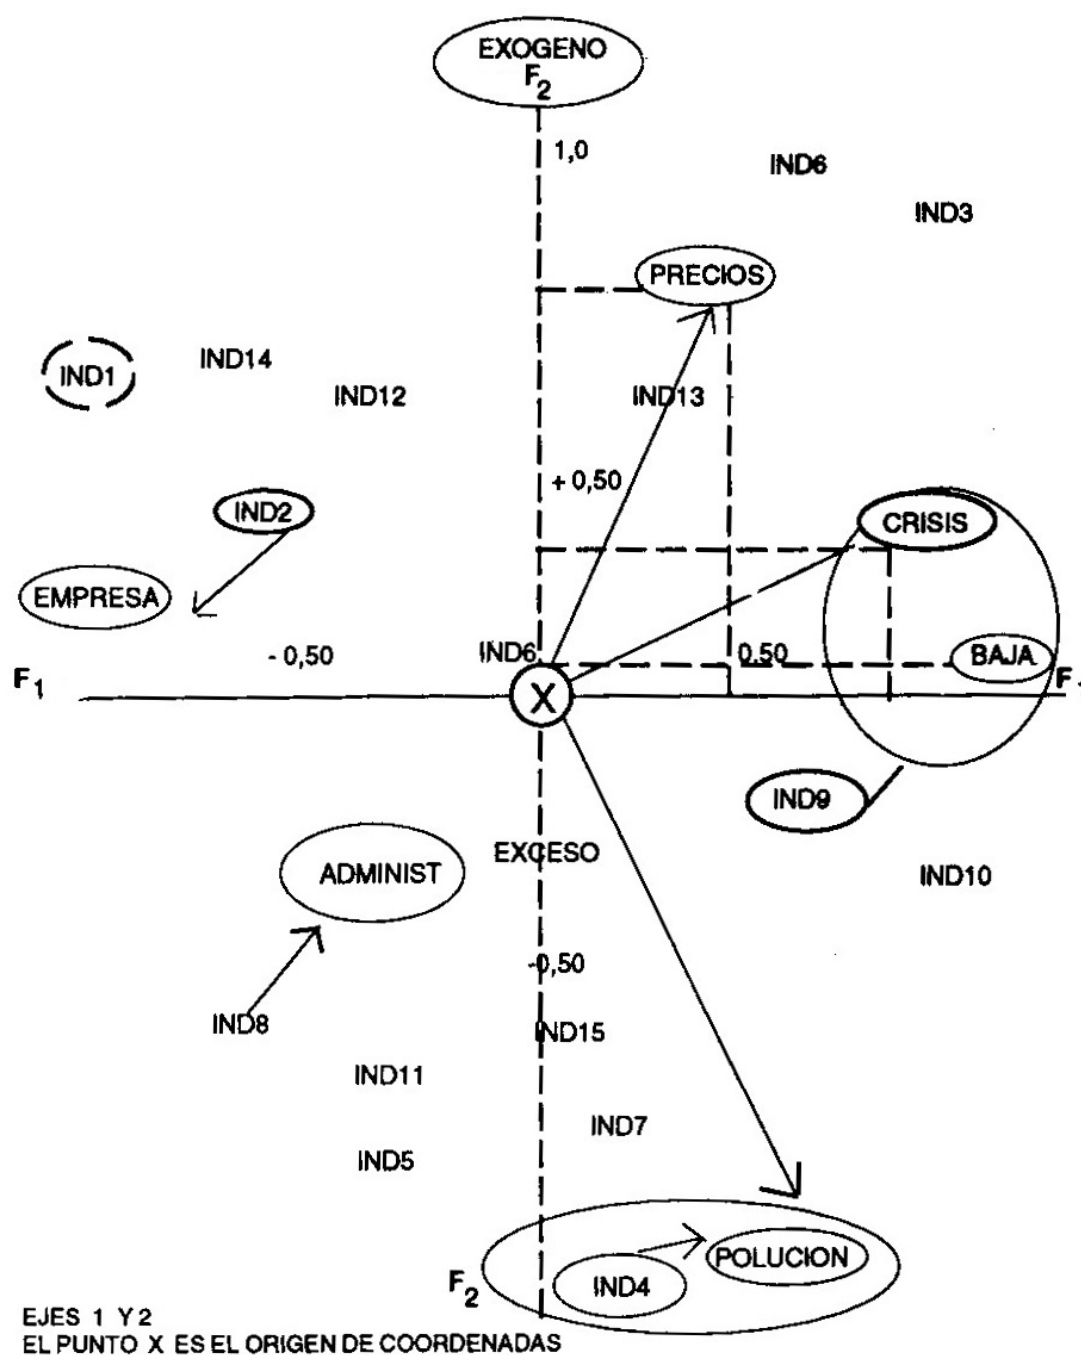 EXOGENO
F2
1,0
IND6
IND3
PRECIOS
IND14
IND1
IND12
IND13
+ 0,50
IND2
CRISIS
EMPRESA
- 0,50
IND6
0,50
BAJA
F1
F
X
IND9
EXCESO
ADMINIST
IND10
-0,50
IND8
IND15
IND11
IND7
IND5
POLUCION
F2
IND4
EJES 1 Y 2
EL PUNTO X ES EL ORIGEN DE COORDENADAS